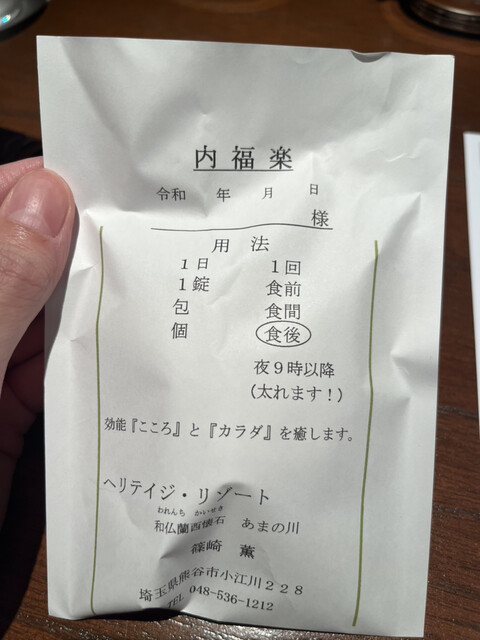 内福楽
令和 年 月 日
様
用法
1日 1回
1錠 食前
包 食間
個 食後
夜9時以降
(太れます!)
効能『こころ』と『カラダ』を癒します。
ヘリテイジ・リゾート
われんち かいせき
和仏蘭西懐石 あまの川
篠崎 薫
埼玉県熊谷市小江川228
TEL 048-536-1212